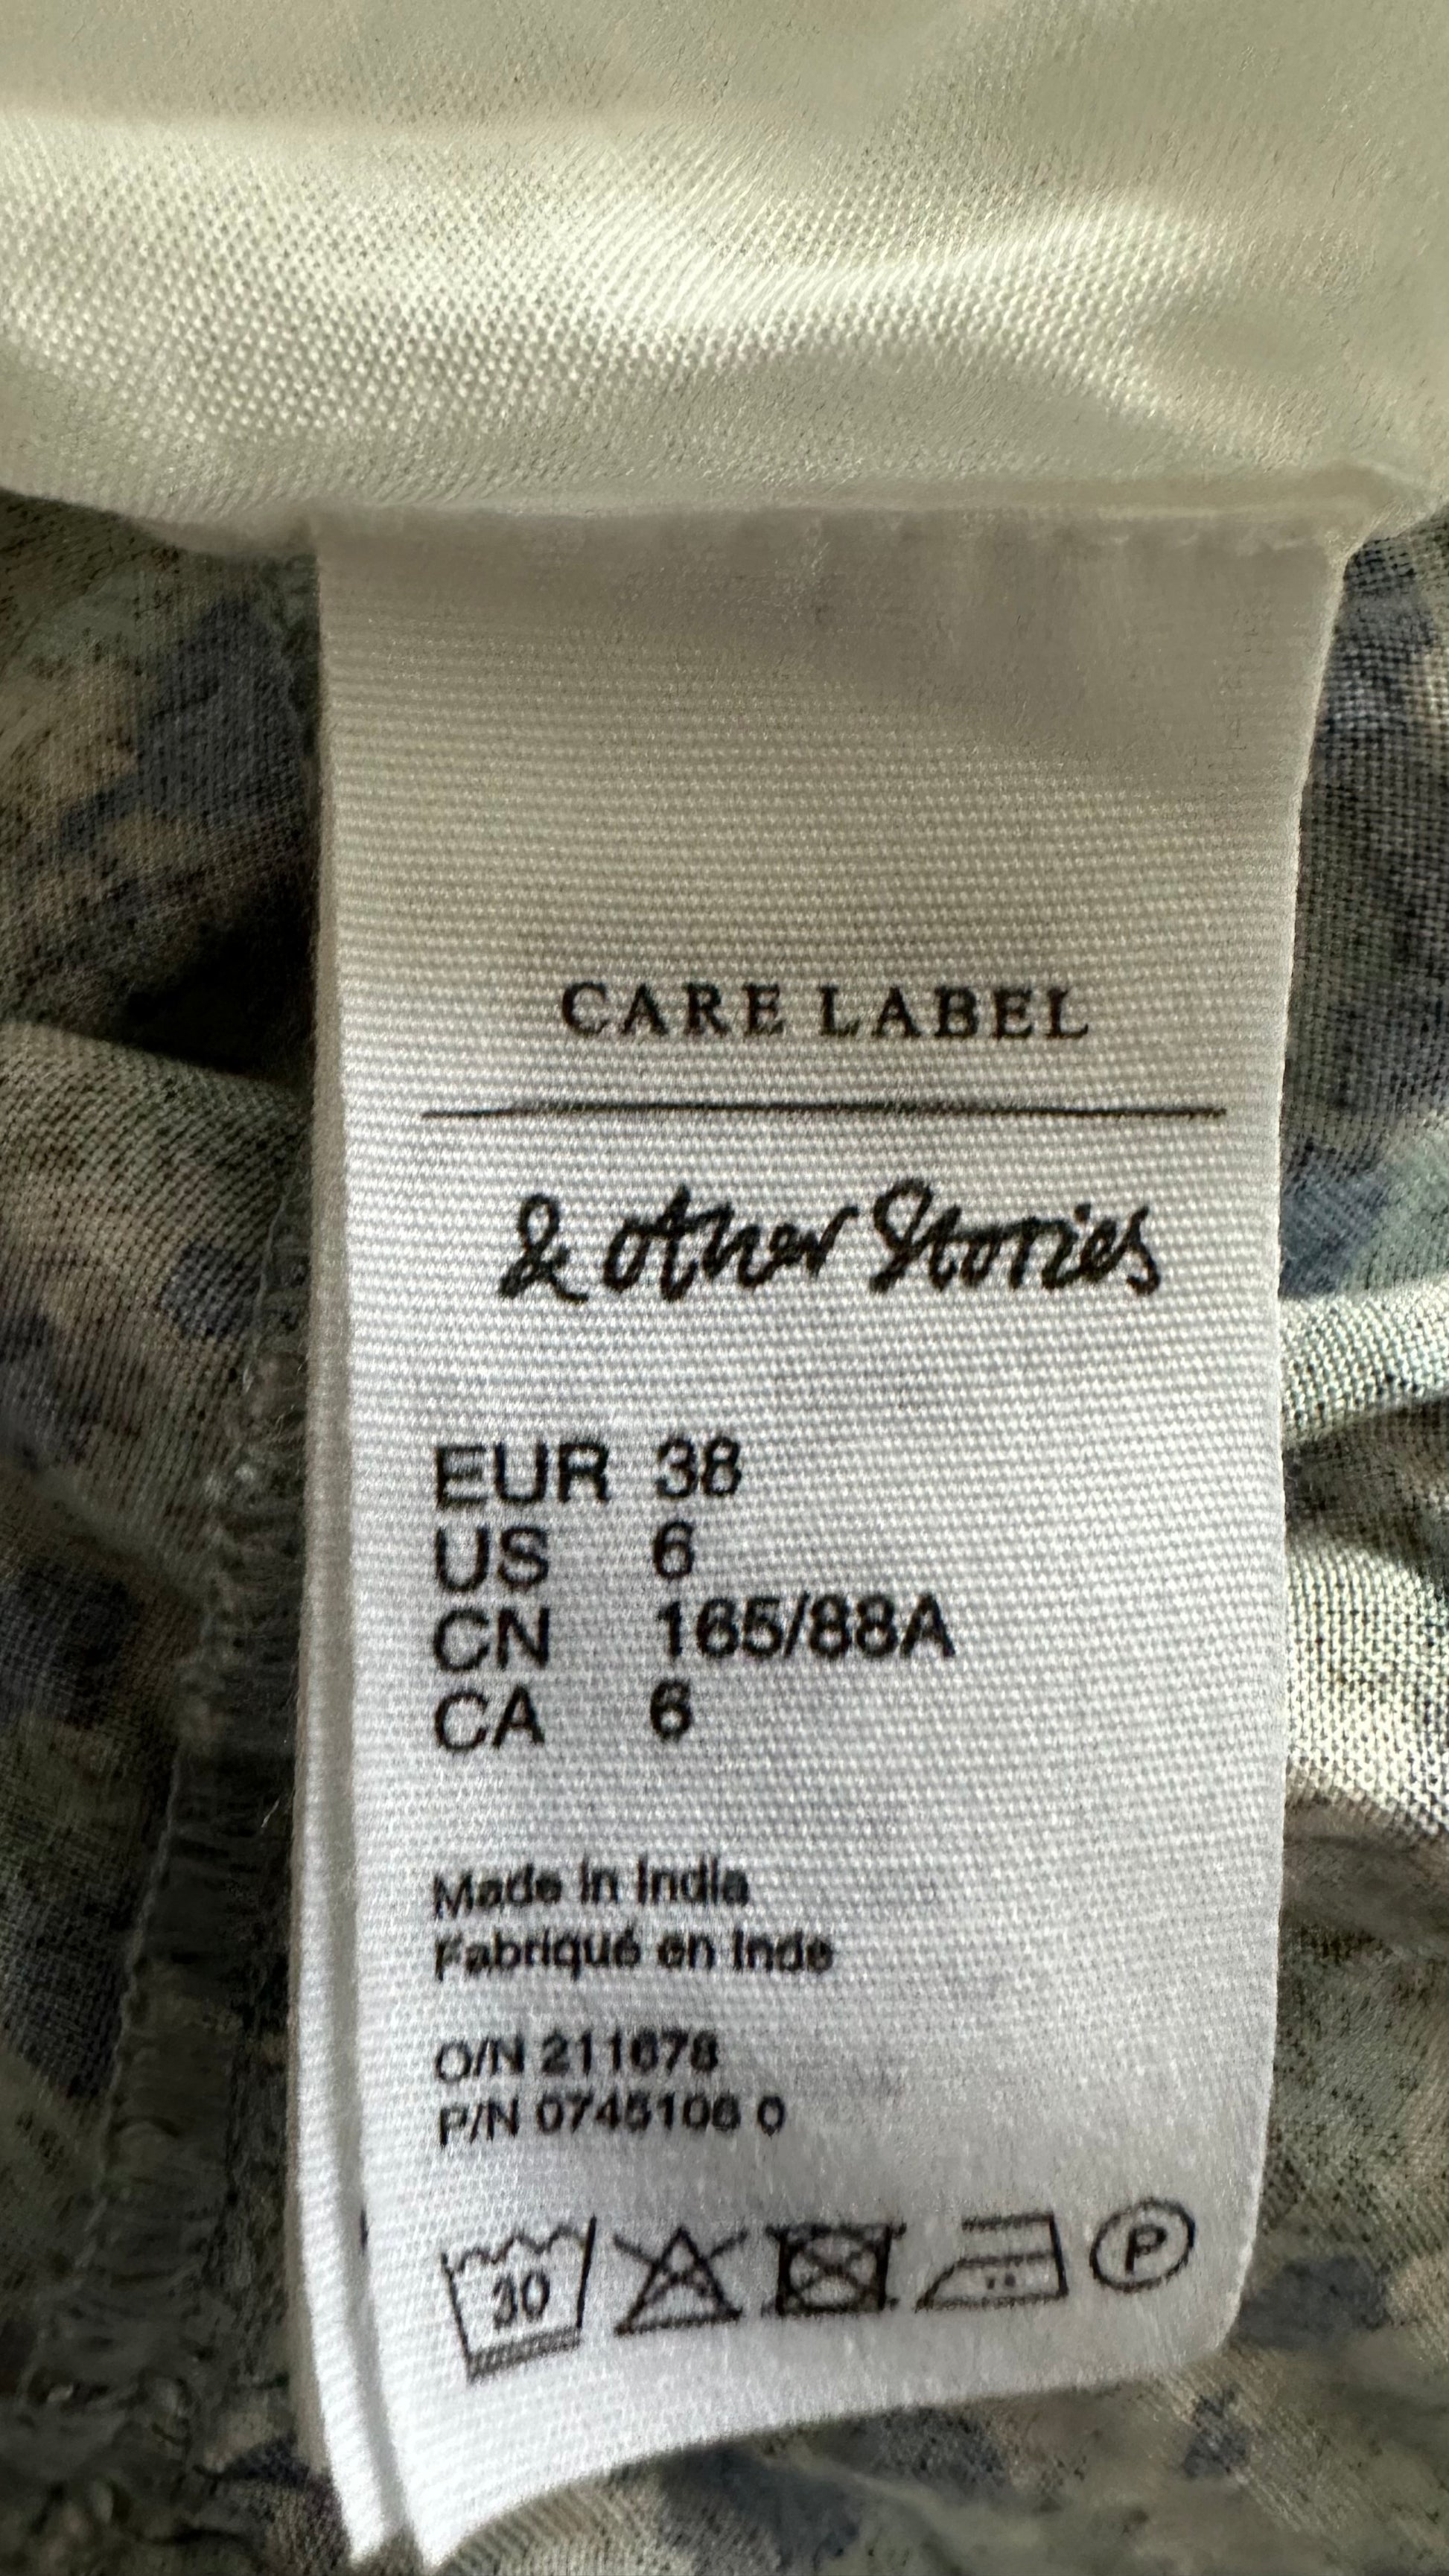 CARE LABEL
& other Stories
EUR 38
US 6
CN 165/88A
CA 6
Made in India
Fabriqué en Inde
O/N 211678
P/N 0745106 0
30
P